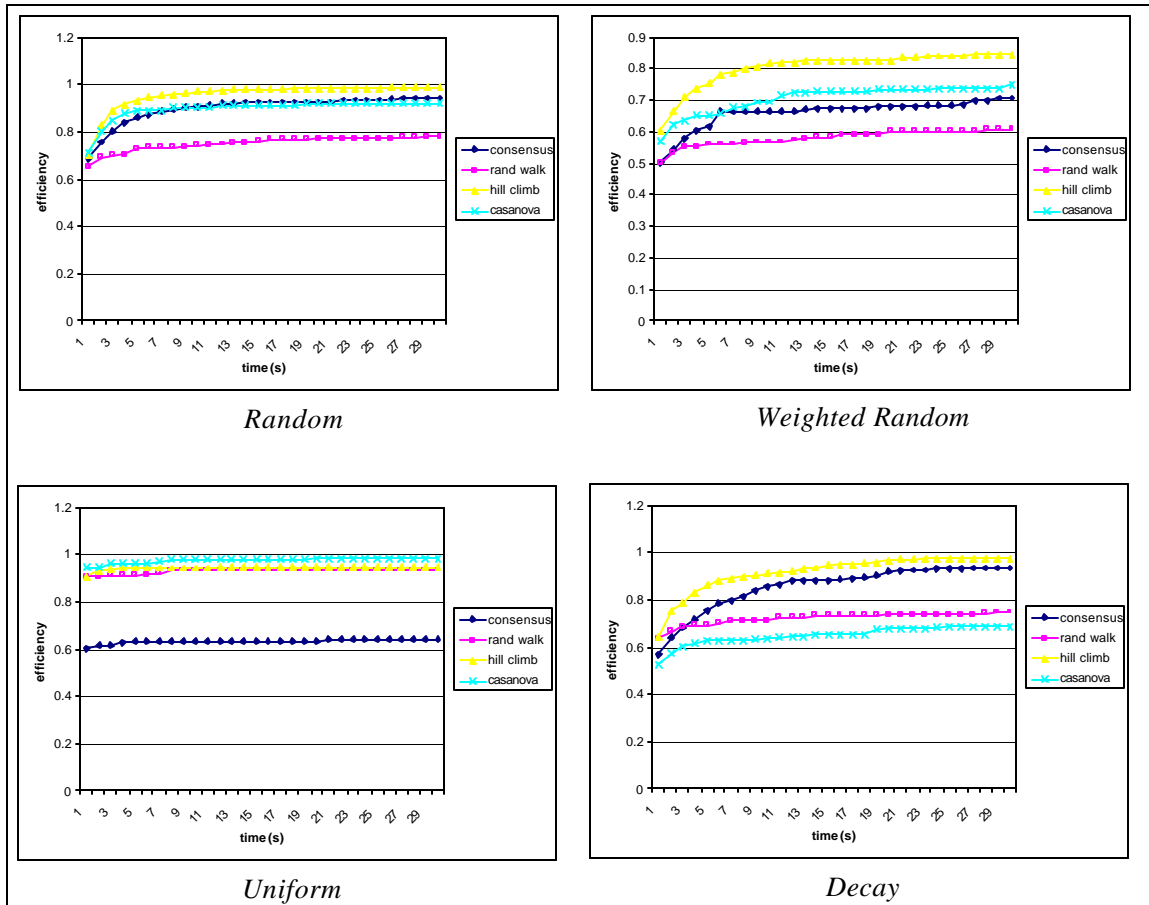 1.2
1
0.8
0.6
0.4
0.2
0
efficiency
1 3 5 7 9 11 13 15 17 19 21 23 25 27 29
time (s)
consensus
rand walk
hill climb
casanova
Random
0.9
0.8
0.7
0.6
0.5
0.4
0.3
0.2
0.1
0
efficiency
1 3 5 7 9 11 13 15 17 19 21 23 25 27 29
time (s)
consensus
rand walk
hill climb
casanova
Weighted Random
1.2
1
0.8
0.6
0.4
0.2
0
efficiency
1 3 5 7 9 11 13 15 17 19 21 23 25 27 29
time (s)
consensus
rand walk
hill climb
casanova
Uniform
1.2
1
0.8
0.6
0.4
0.2
0
efficiency
1 3 5 7 9 11 13 15 17 19 21 23 25 27 29
time (s)
consensus
rand walk
hill climb
casanova
Decay